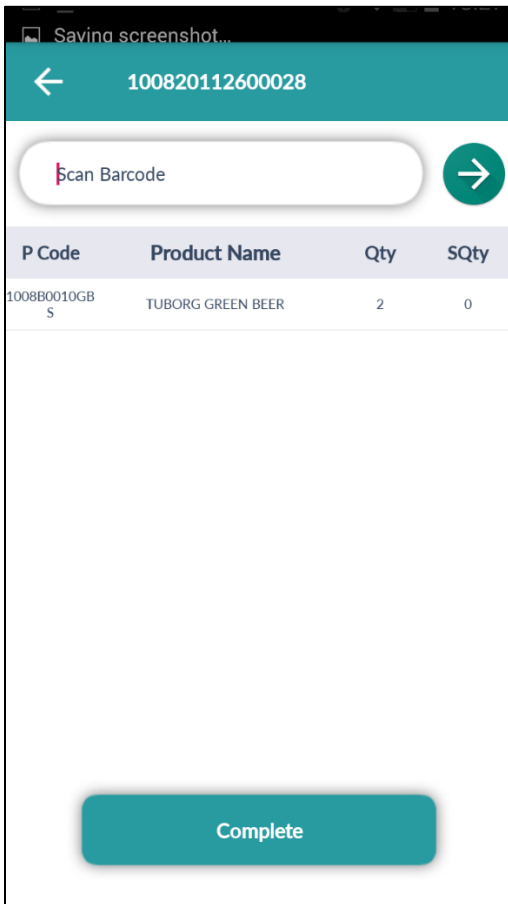 Saving screenshot...
100820112600028
Scan Barcode
P Code Product Name Qty SQty
1008B0010GB
S TUBORG GREEN BEER 2 0
Complete